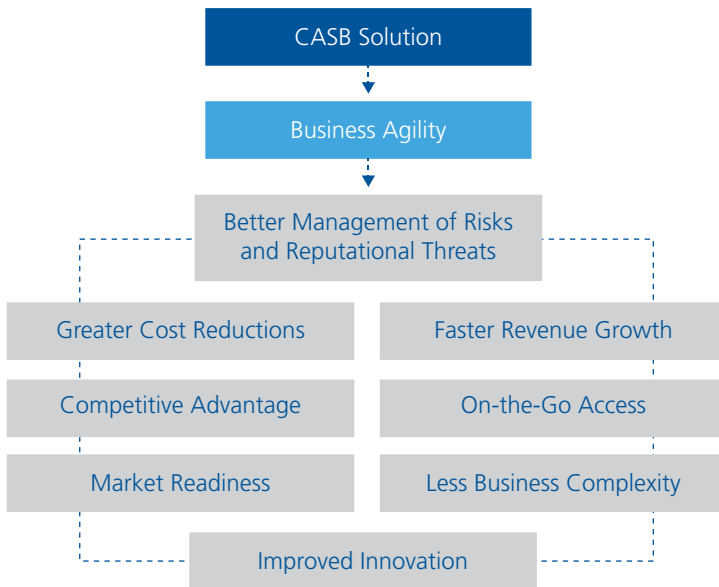 CASB Solution
Business Agility
Better Management of Risks
and Reputational Threats
Greater Cost Reductions
Faster Revenue Growth
Competitive Advantage
On-the-Go Access
Market Readiness
Less Business Complexity
Improved Innovation